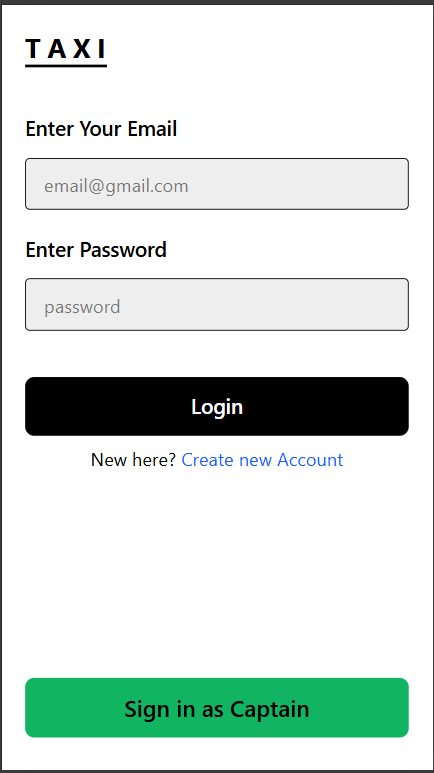 TAXI
Enter Your Email
email@gmail.com
Enter Password
password
Login
New here? Create new Account
Sign in as Captain